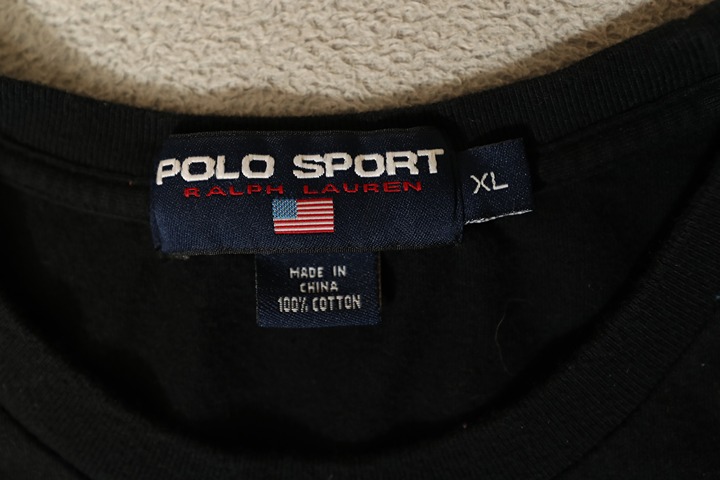 POLO SPORT
RALPH LAUREN
XL
MADE IN
CHINA
100% COTTON